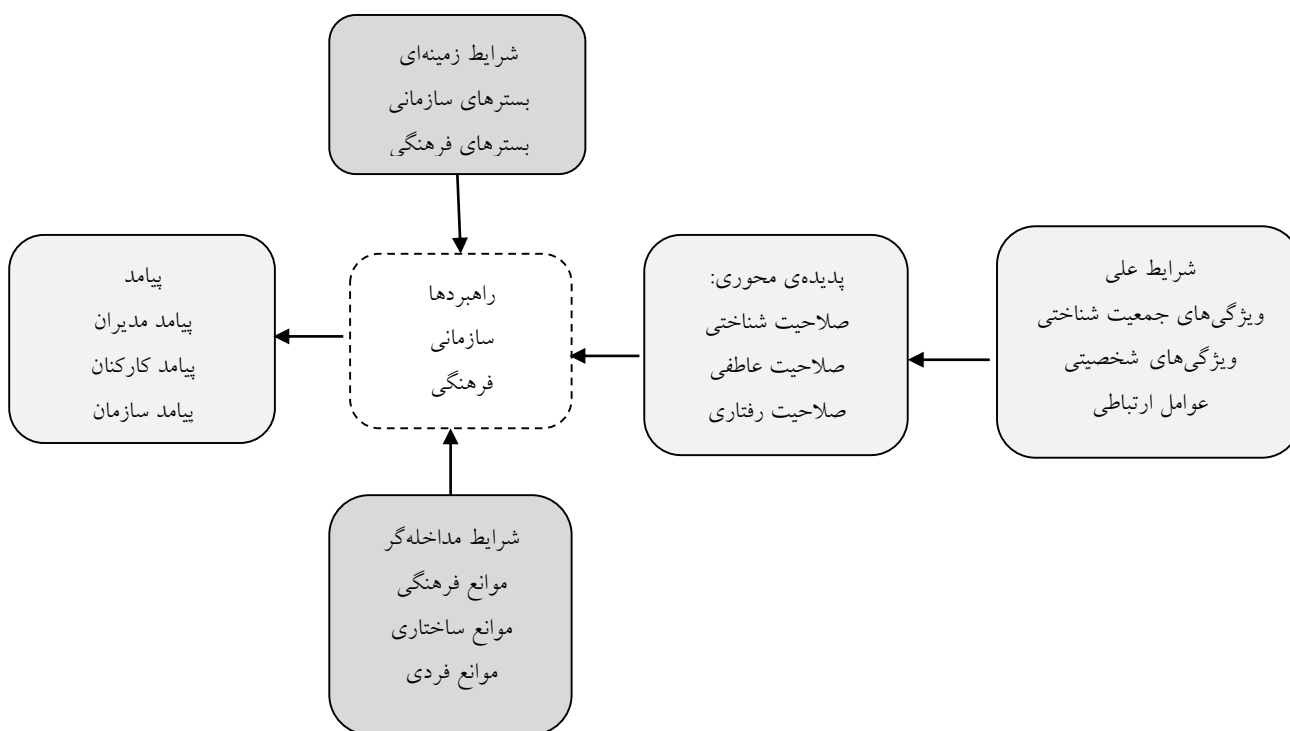 شرایط زمینه‌ای
بسترهای سازمانی
بسترهای فرهنگی
شرایط علی
ویژگی‌های جمعیت شناختی
ویژگی‌های شخصیتی
عوامل ارتباطی
پدیده‌ی محوری:
صلاحیت شناختی
صلاحیت عاطفی
صلاحیت رفتاری
راهبردها
سازمانی
فرهنگی
پیامد
پیامد مدیران
پیامد کارکنان
پیامد سازمان
شرایط مداخله‌گر
موانع فرهنگی
موانع ساختاری
موانع فردی